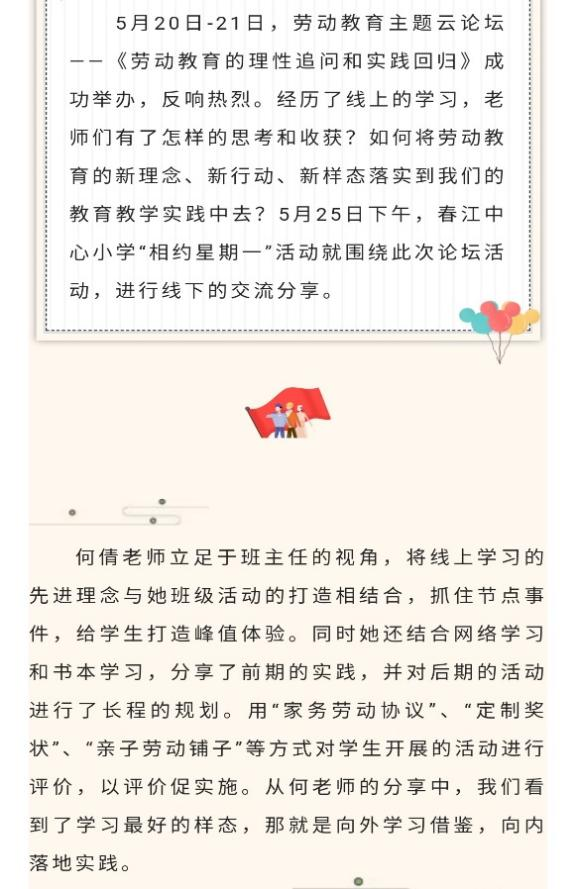 5月20日-21日，劳动教育主题云论坛
——《劳动教育的理性追问和实践回归》成
功举办，反响热烈。经历了线上的学习，老
师们有了怎样的思考和收获？如何将劳动教
育的新理念、新行动、新样态落实到我们的
教育教学实践中去？5月25日下午，春江中
心小学“相约星期一”活动就围绕此次论坛活
动，进行线下的交流分享。
何倩老师立足于班主任的视角，将线上学习的
先进理念与她班级活动的打造相结合，抓住节点事
件，给学生打造峰值体验。同时她还结合网络学习
和书本学习，分享了前期的实践，并对后期的活动
进行了长程的规划。用“家务劳动协议”、“定制奖
状”、“亲子劳动铺子”等方式对学生开展的活动进行
评价，以评价促实施。从何老师的分享中，我们看
到了学习最好的样态，那就是向外学习借鉴，向内
落地实践。